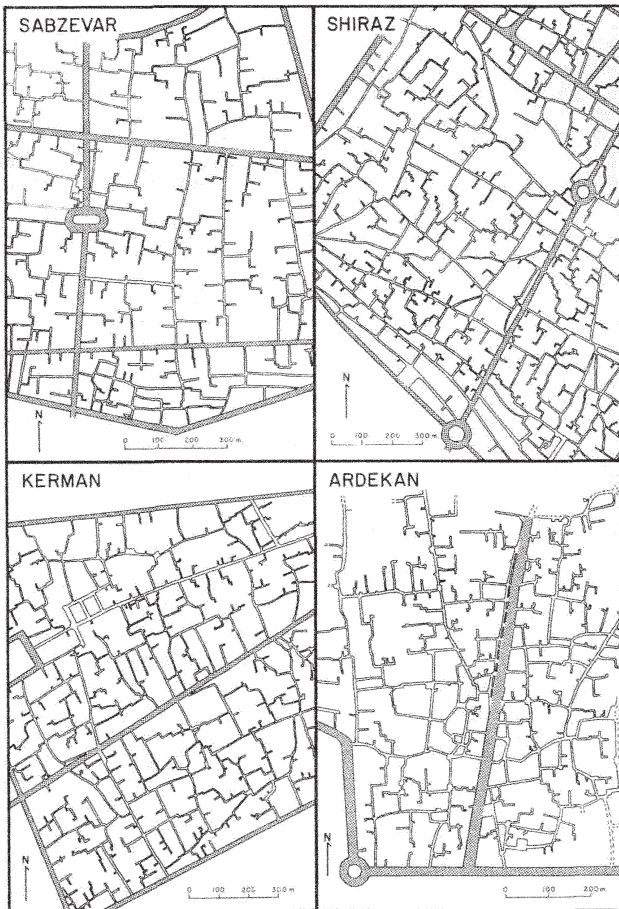 SABZEVAR
N
0 100 200 300 m.
SHIRAZ
N
0 100 200 300 m.
KERMAN
N
0 100 200 300 m
ARDEKAN
N
0 100 200 m.